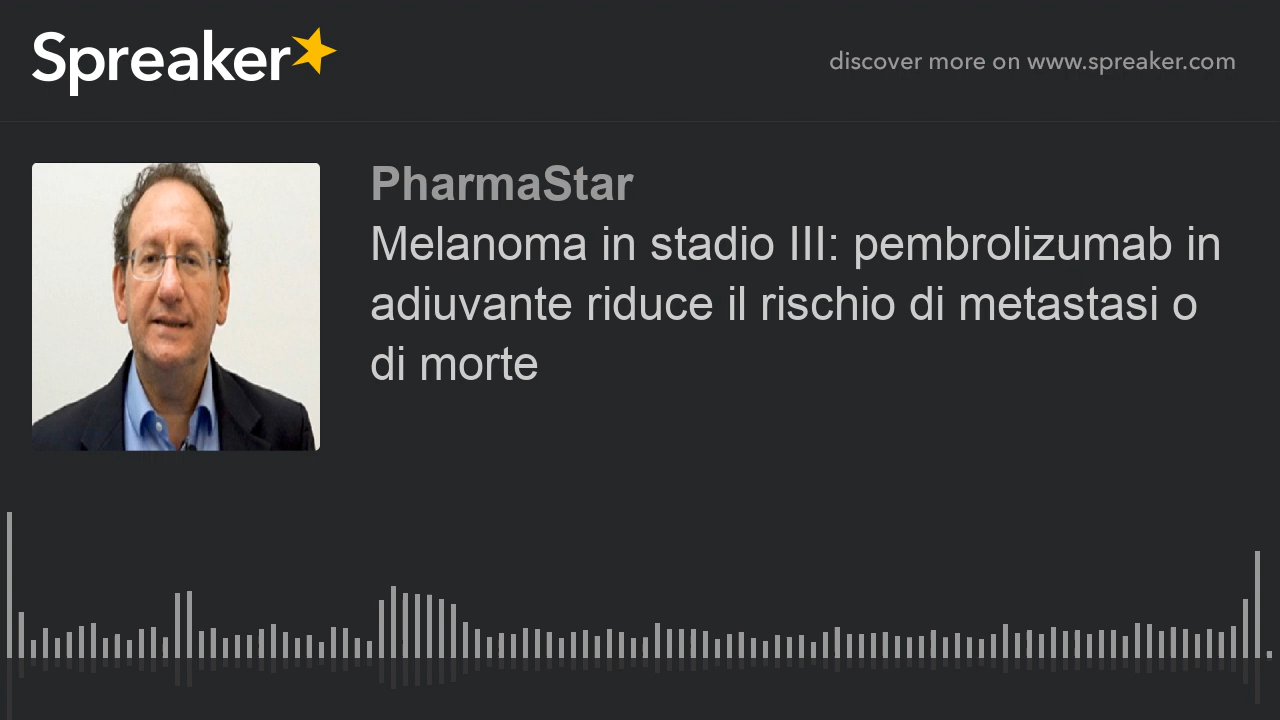 Spreaker
discover more on www.spreaker.com
PharmaStar
Melanoma in stadio III: pembrolizumab in
adiuvante riduce il rischio di metastasi o
di morte